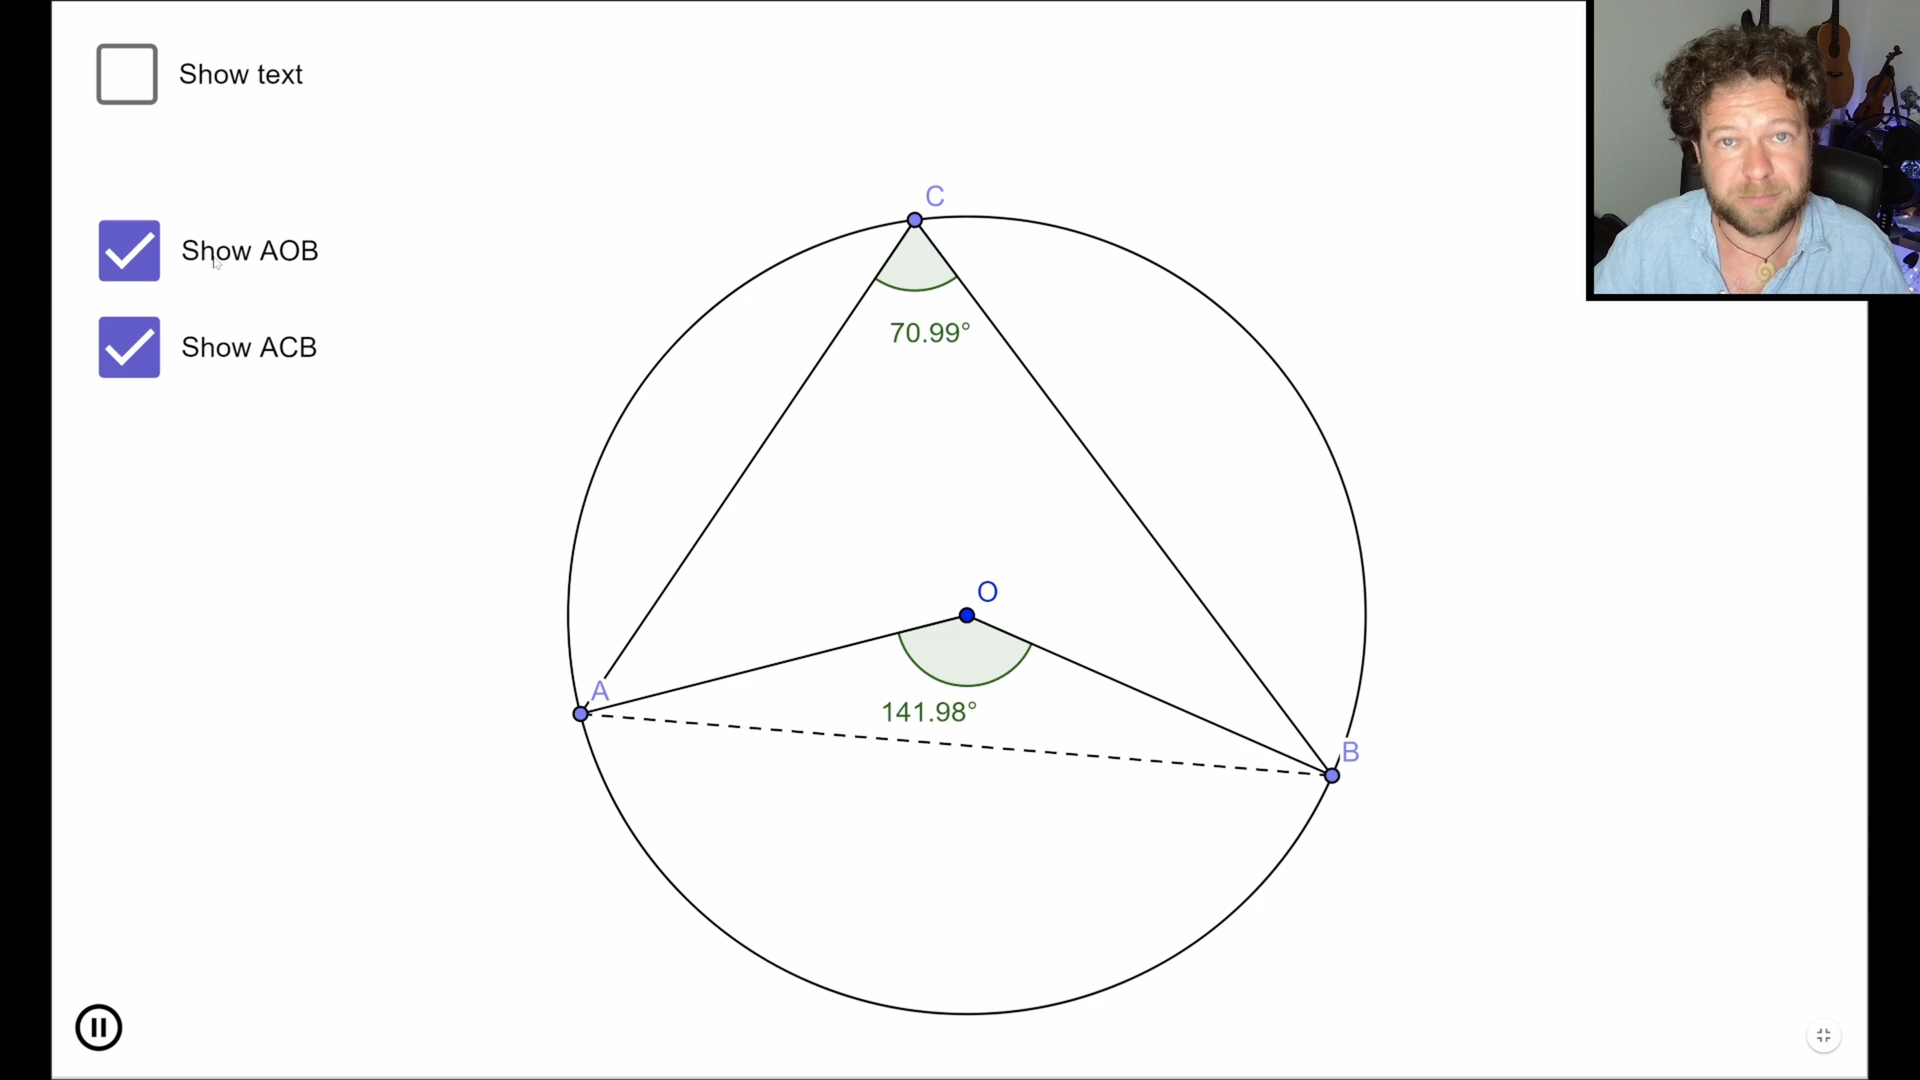 Show text
Show AOB
Show ACB
C
70.99°
O
A
141.98°
B